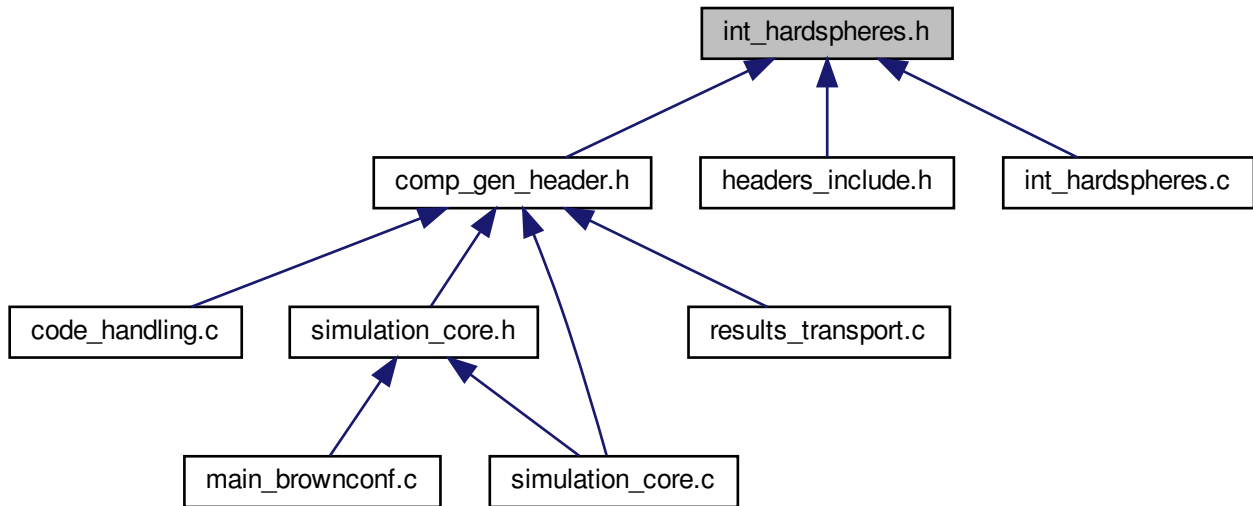 int_hardspheres.h
comp_gen_header.h
headers_include.h
int_hardspheres.c
code_handling.c
simulation_core.h
results_transport.c
main_brownconf.c
simulation_core.c